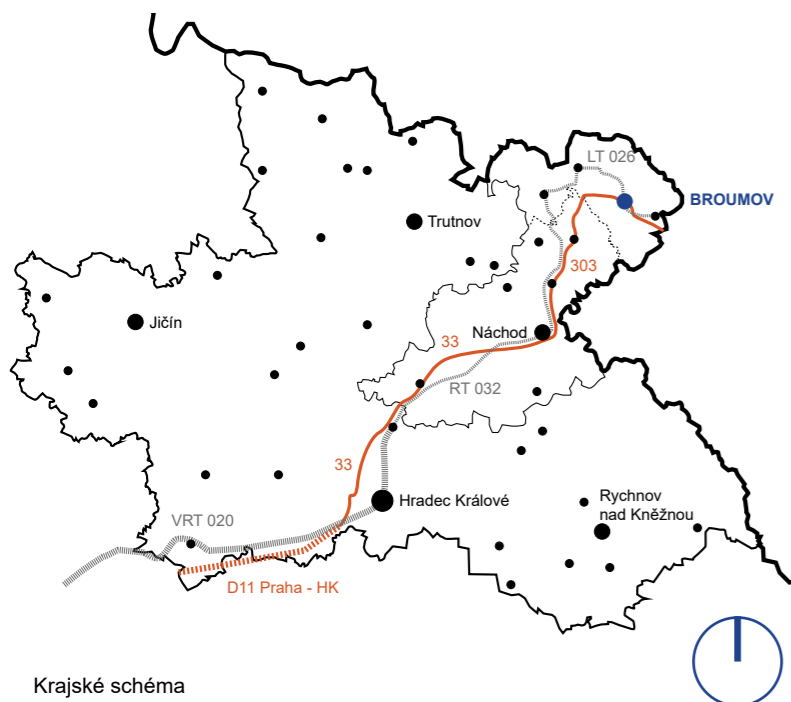 LT 026
BROUMOV
Trutnov
303
Jičín
Náchod
33
RT 032
33
Hradec Králové
Rychnov
nad Kněžnou
VRT 020
D11 Praha - HK
Krajské schéma